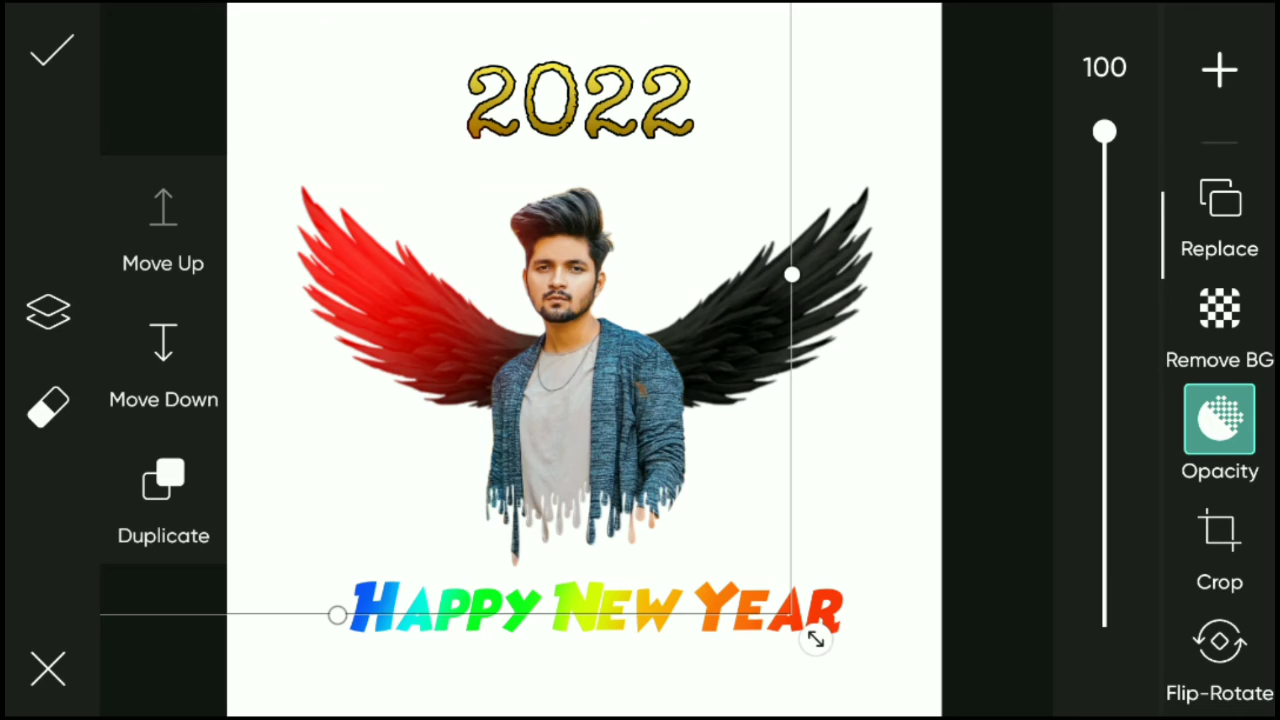 2022
100
Move Up
Replace
Move Down
Remove BG
Opacity
Duplicate
Crop
Happy New Year
Flip-Rotate